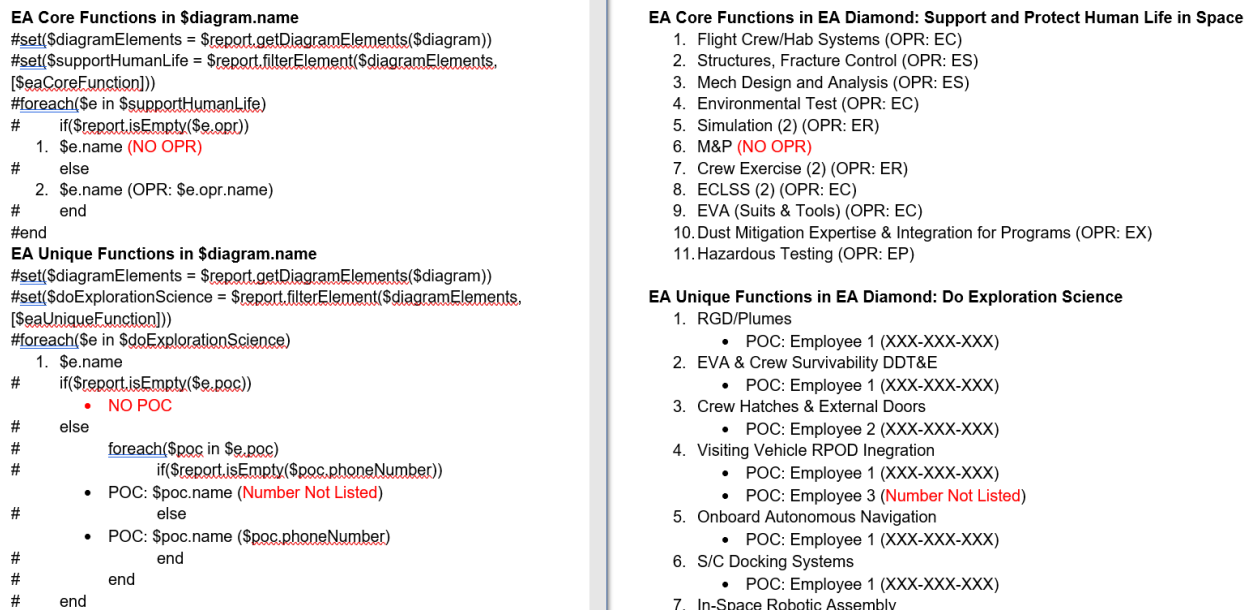 EA Core Functions in $diagram.name
#set($diagramElements = $report.getDiagramElements($diagram))
#set($supportHumanLife = $report.filterElement($diagramElements,
[$eaCoreFunction]))
#foreach($e in $supportHumanLife)
# if($report.isEmpty($e.opr))
1. $e.name (NO OPR)
# else
2. $e.name (OPR: $e.opr.name)
# end
#end
EA Unique Functions in $diagram.name
#set($diagramElements = $report.getDiagramElements($diagram))
#set($doExplorationScience = $report.filterElement($diagramElements,
[$eaUniqueFunction]))
#foreach($e in $doExplorationScience)
1. $e.name
# if($report.isEmpty($e.poc))
• NO POC
# else
# foreach($poc in $e.poc)
# if($report.isEmpty($poc.phoneNumber))
• POC: $poc.name (Number Not Listed)
# else
• POC: $poc.name ($poc.phoneNumber)
# end
# end
# end
EA Core Functions in EA Diamond: Support and Protect Human Life in Space
1. Flight Crew/Hab Systems (OPR: EC)
2. Structures, Fracture Control (OPR: ES)
3. Mech Design and Analysis (OPR: ES)
4. Environmental Test (OPR: EC)
5. Simulation (2) (OPR: ER)
6. M&P (NO OPR)
7. Crew Exercise (2) (OPR: ER)
8. ECLSS (2) (OPR: EC)
9. EVA (Suits & Tools) (OPR: EC)
10. Dust Mitigation Expertise & Integration for Programs (OPR: EX)
11. Hazardous Testing (OPR: EP)
EA Unique Functions in EA Diamond: Do Exploration Science
1. RGD/Plumes
• POC: Employee 1 (XXX-XXX-XXX)
2. EVA & Crew Survivability DDT&E
• POC: Employee 1 (XXX-XXX-XXX)
3. Crew Hatches & External Doors
• POC: Employee 2 (XXX-XXX-XXX)
4. Visiting Vehicle RPOD Inegration
• POC: Employee 1 (XXX-XXX-XXX)
• POC: Employee 3 (Number Not Listed)
5. Onboard Autonomous Navigation
• POC: Employee 1 (XXX-XXX-XXX)
6. S/C Docking Systems
• POC: Employee 1 (XXX-XXX-XXX)
7. In-Space Robotic Assembly